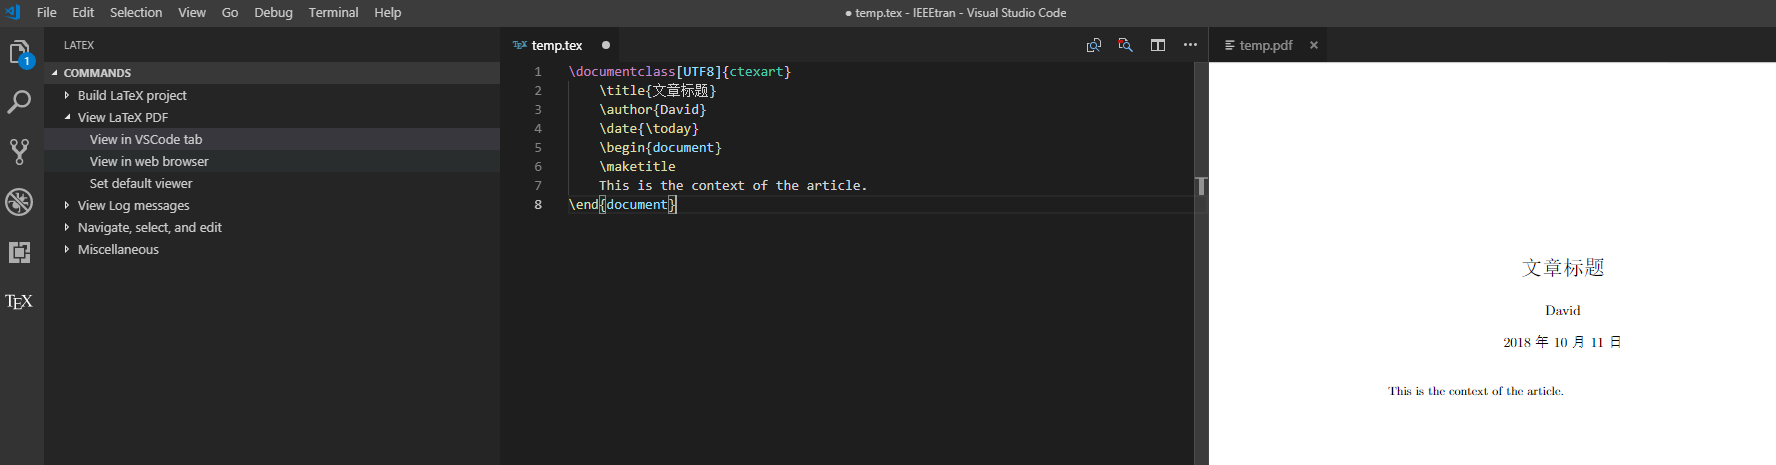 File Edit Selection View Go Debug Terminal Help
● temp.tex - IEEEtran - Visual Studio Code
1
TEX
LATEX
COMMANDS
Build LaTeX project
View LaTeX PDF
View in VSCode tab
View in web browser
Set default viewer
View Log messages
Navigate, select, and edit
Miscellaneous
TEX temp.tex ●
1 \documentclass[UTF8]{ctexart}
2 \title{文章标题}
3 \author{David}
4 \date{\today}
5 \begin{document}
6 \maketitle
7 This is the context of the article.
8 \end{document}
temp.pdf ×
文章标题
David
2018 年 10 月 11 日
This is the context of the article.